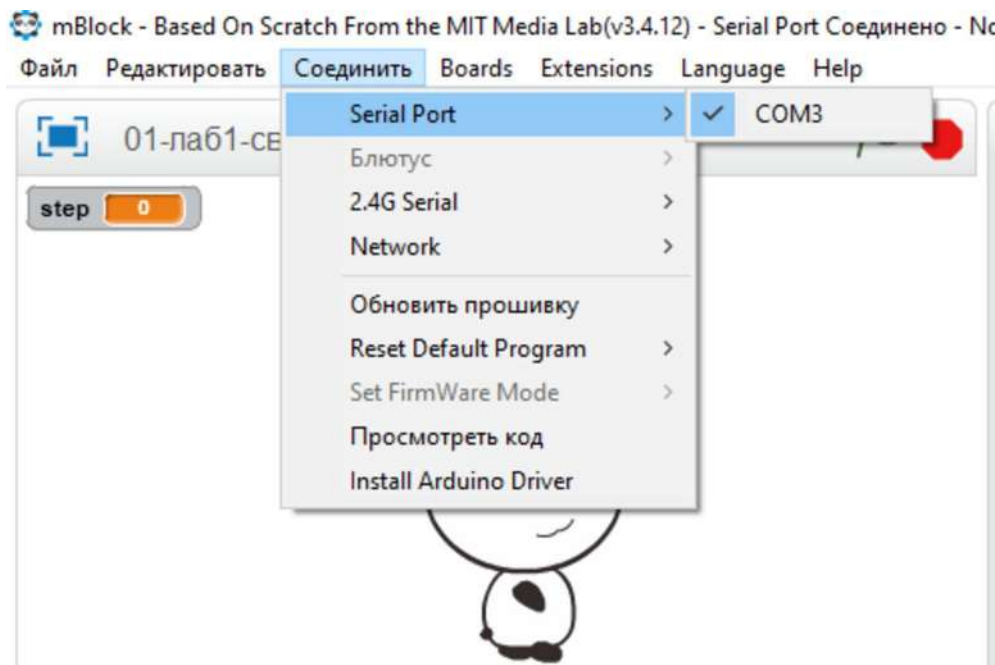 mBlock - Based On Scratch From the MIT Media Lab(v3.4.12) - Serial Port Соединено - No
Файл Редактировать Соединить Boards Extensions Language Help
01-лаб1-св
Serial Port
COM3
Блютус
step 0
2.4G Serial
Network
Обновить прошивку
Reset Default Program
Set FirmWare Mode
Просмотреть код
Install Arduino Driver